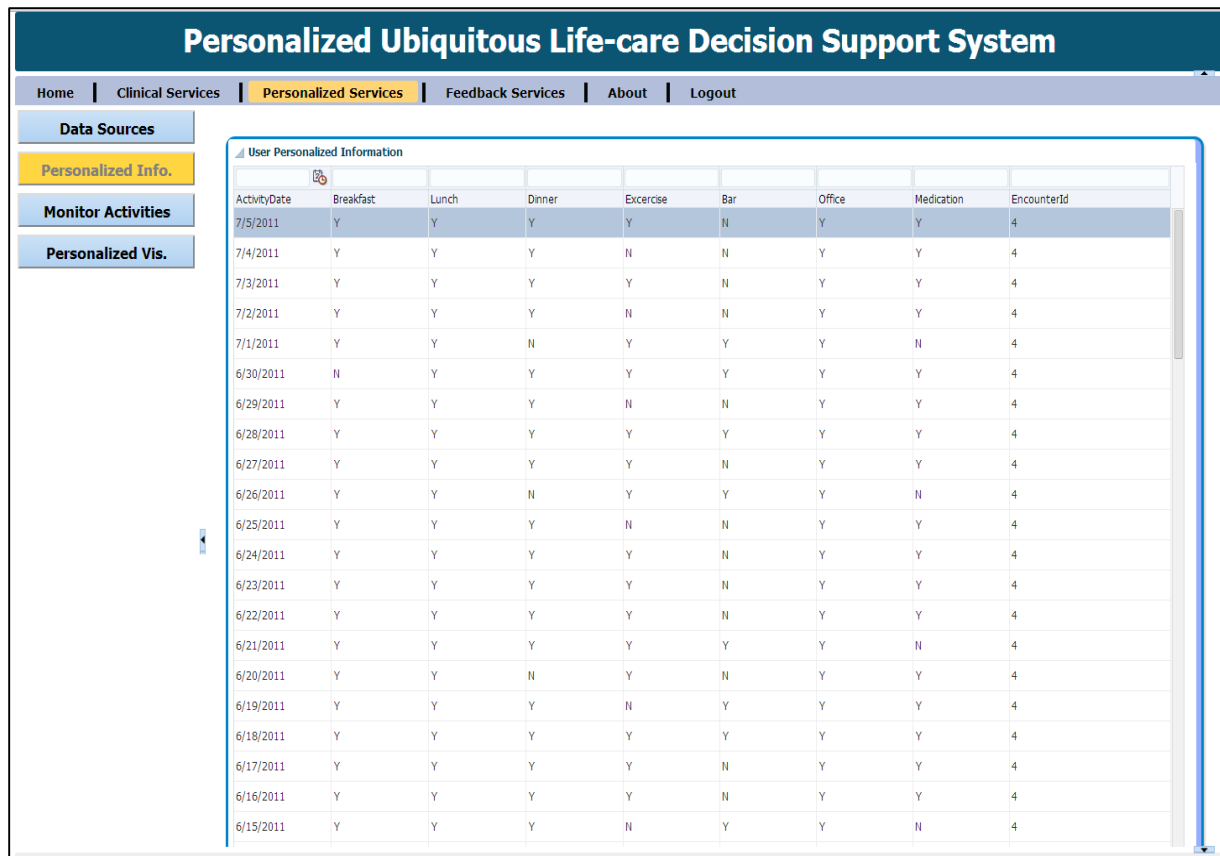 Personalized Ubiquitous Life-care Decision Support System
Home Clinical Services Personalized Services Feedback Services About Logout
Data Sources
Personalized Info.
Monitor Activities
Personalized Vis.
User Personalized Information
ActivityDate Breakfast Lunch Dinner Excercise Bar Office Medication EncounterId
7/5/2011 Y Y Y Y N Y Y 4
7/4/2011 Y Y Y N N Y Y 4
7/3/2011 Y Y Y Y N Y Y 4
7/2/2011 Y Y Y N N Y Y 4
7/1/2011 Y Y N Y Y Y N 4
6/30/2011 N Y Y Y Y Y Y 4
6/29/2011 Y Y Y N N Y Y 4
6/28/2011 Y Y Y Y Y Y Y 4
6/27/2011 Y Y Y Y N Y Y 4
6/26/2011 Y Y N Y Y Y N 4
6/25/2011 Y Y Y N N Y Y 4
6/24/2011 Y Y Y Y N Y Y 4
6/23/2011 Y Y Y Y N Y Y 4
6/22/2011 Y Y Y Y N Y Y 4
6/21/2011 Y Y Y Y Y Y N 4
6/20/2011 Y Y N Y N Y Y 4
6/19/2011 Y Y Y N Y Y Y 4
6/18/2011 Y Y Y Y Y Y Y 4
6/17/2011 Y Y Y Y N Y Y 4
6/16/2011 Y Y Y Y N Y Y 4
6/15/2011 Y Y Y N Y Y N 4